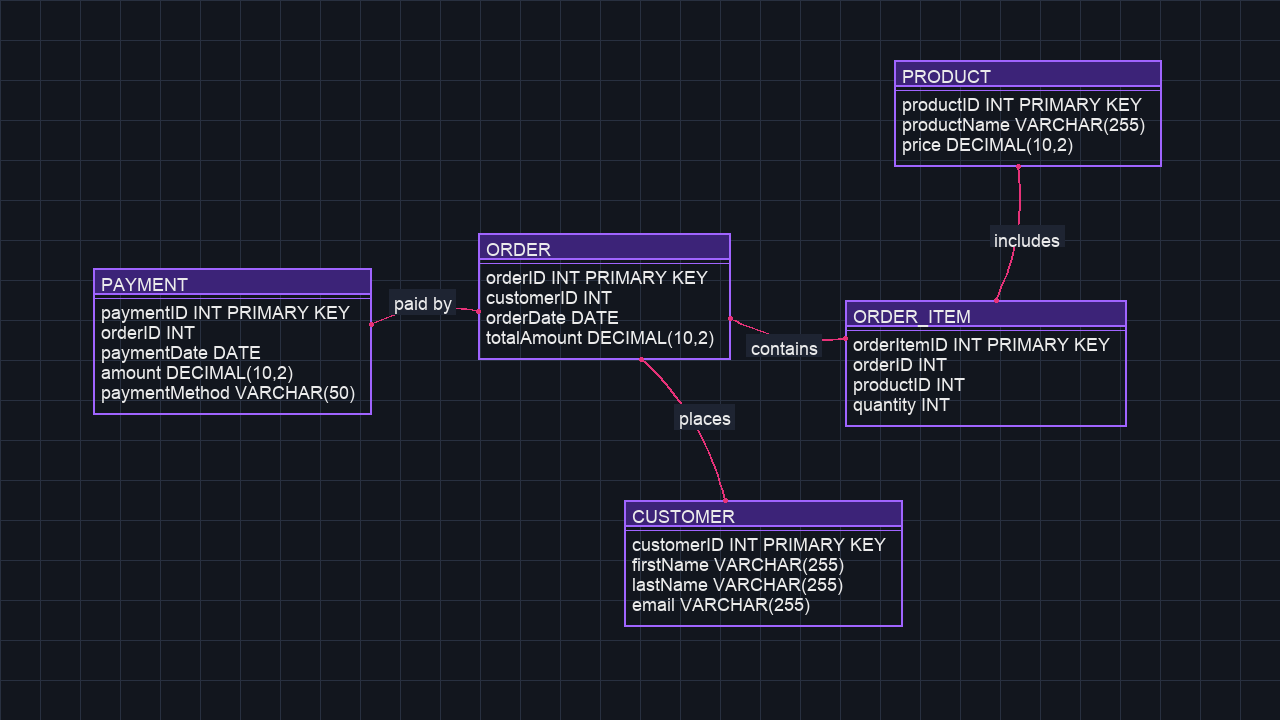 PRODUCT
productID INT PRIMARY KEY
productName VARCHAR(255)
price DECIMAL(10,2)
includes
ORDER
orderID INT PRIMARY KEY
customerID INT
orderDate DATE
totalAmount DECIMAL(10,2)
PAYMENT
paymentID INT PRIMARY KEY
orderID INT
paymentDate DATE
amount DECIMAL(10,2)
paymentMethod VARCHAR(50)
paid by
contains
ORDER_ITEM
orderItemID INT PRIMARY KEY
orderID INT
productID INT
quantity INT
places
CUSTOMER
customerID INT PRIMARY KEY
firstName VARCHAR(255)
lastName VARCHAR(255)
email VARCHAR(255)